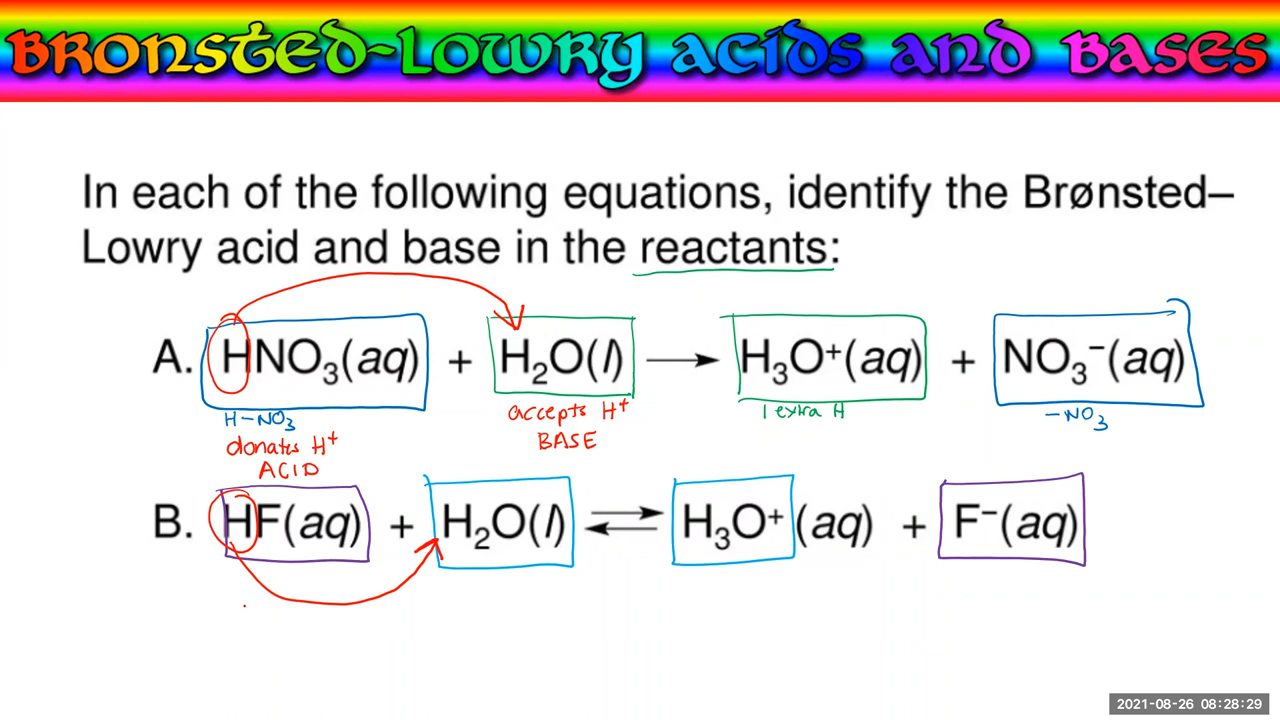 BRONSTED-LOWRY ACIDS AND BASES
In each of the following equations, identify the Brønsted–
Lowry acid and base in the reactants:
A. HNO₃(aq) + H₂O(l) ⟶ H₃O⁺(aq) + NO₃⁻(aq)
H-NO₃ accepts H⁺ 1 extra H -NO₃
donates H⁺ BASE
ACID
B. HF(aq) + H₂O(l) ⇌ H₃O⁺(aq) + F⁻(aq)
2021-08-26 08:28:29